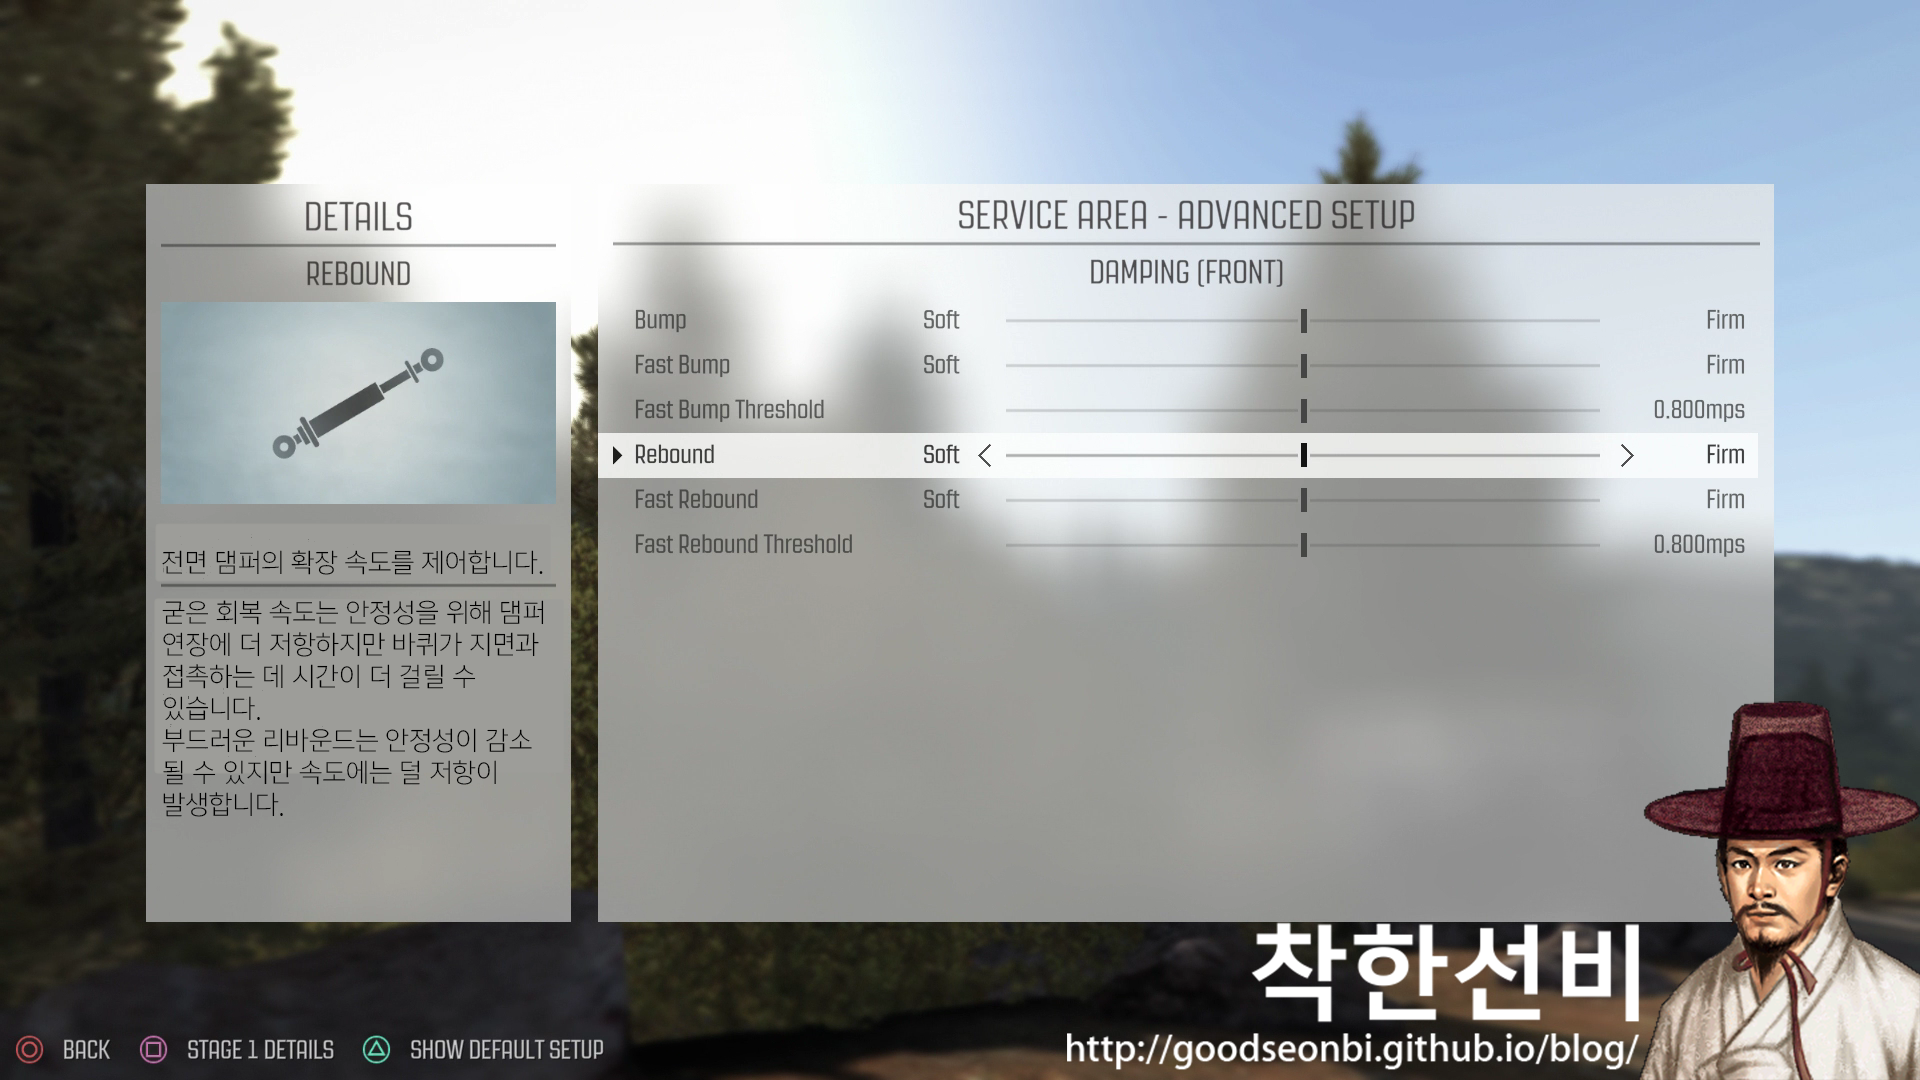 DETAILS
REBOUND
전면 댐퍼의 확장 속도를 제어합니다.
굳은 회복 속도는 안정성을 위해 댐퍼
연장에 더 저항하지만 바퀴가 지면과
접촉하는 데 시간이 더 걸릴 수
있습니다.
부드러운 리바운드는 안정성이 감소
될 수 있지만 속도에는 덜 저항이
발생합니다.
SERVICE AREA - ADVANCED SETUP
DAMPING (FRONT)
Bump Soft Firm
Fast Bump Soft Firm
Fast Bump Threshold 0.800mps
Rebound Soft Firm
Fast Rebound Soft Firm
Fast Rebound Threshold 0.800mps
착한선비
http://goodseonbi.github.io/blog/
BACK STAGE 1 DETAILS SHOW DEFAULT SETUP